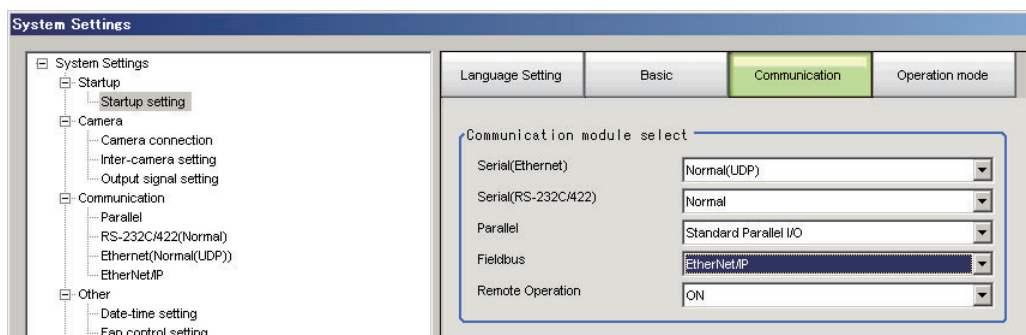 System Settings
System Settings
Startup
Startup setting
Camera
Camera connection
Inter-camera setting
Output signal setting
Communication
Parallel
RS-232C/422(Normal)
Ethernet(Normal(UDP))
EtherNet/IP
Other
Date-time setting
Fan control setting
Language Setting Basic Communication Operation mode
Communication module select
Serial(Ethernet) Normal(UDP)
Serial(RS-232C/422) Normal
Parallel Standard Parallel I/O
Fieldbus EtherNet/IP
Remote Operation ON